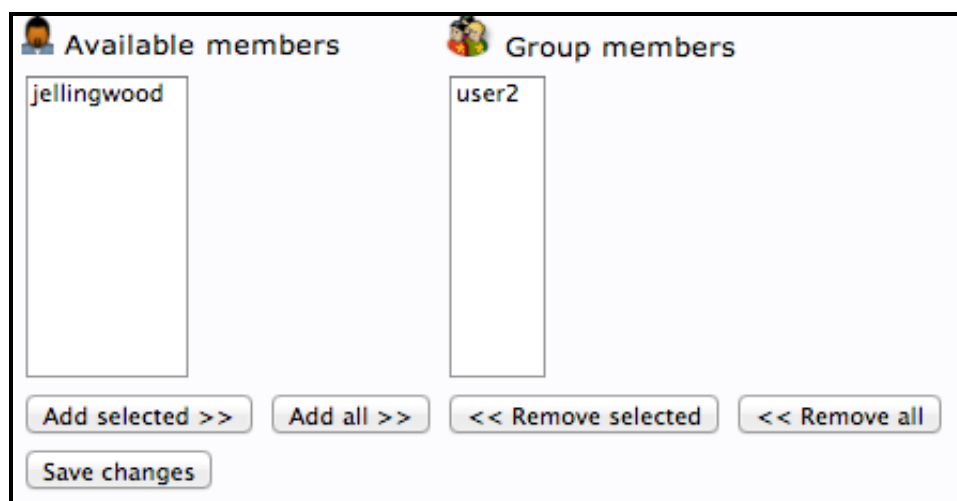 Available members
Group members
jellingwood
user2
Add selected >>
Add all >>
<< Remove selected
<< Remove all
Save changes